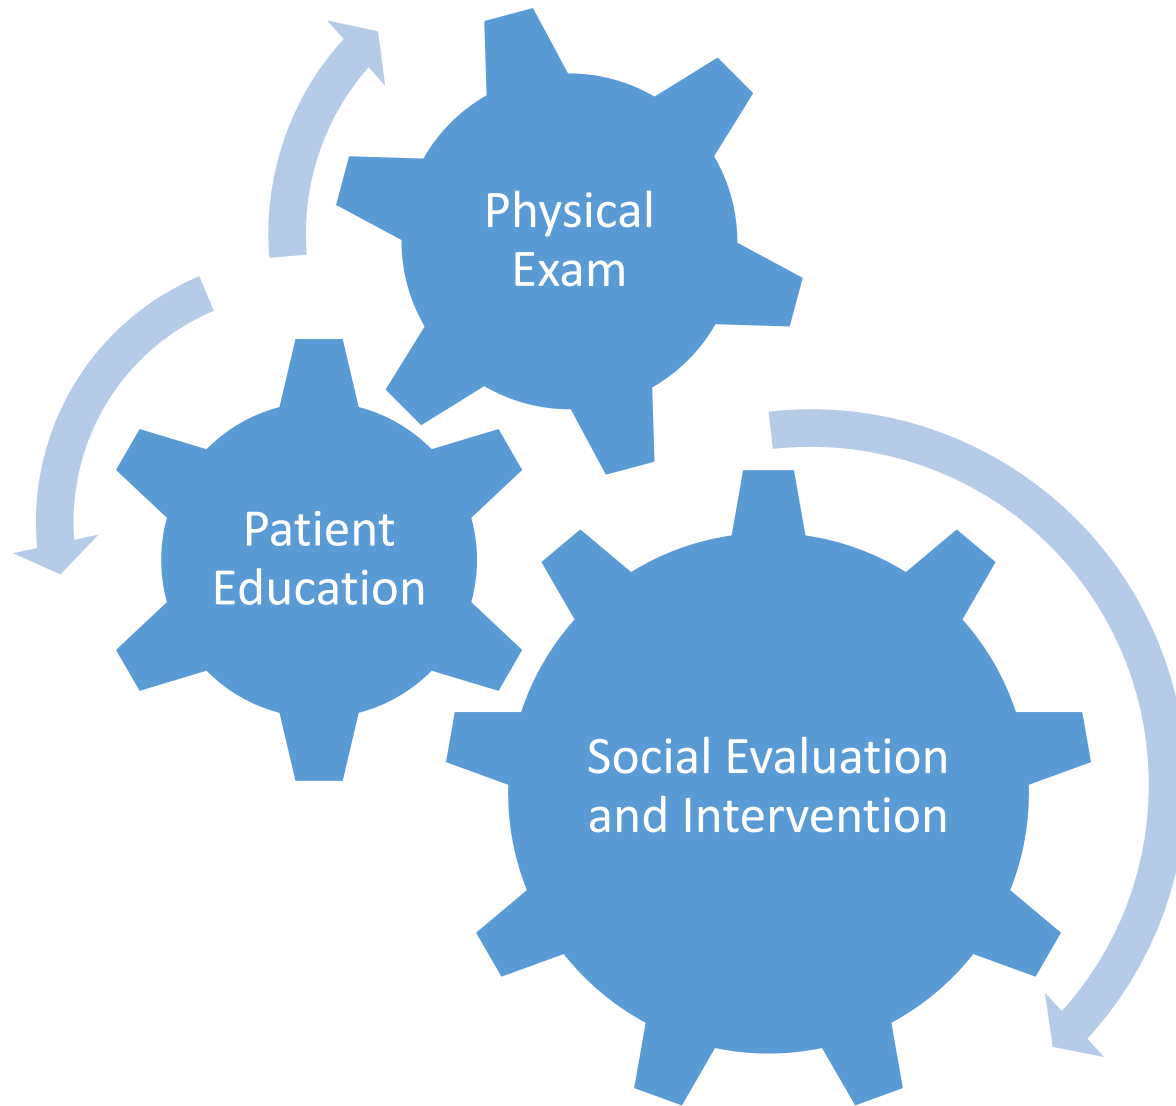 Physical
Exam
Patient
Education
Social Evaluation
and Intervention